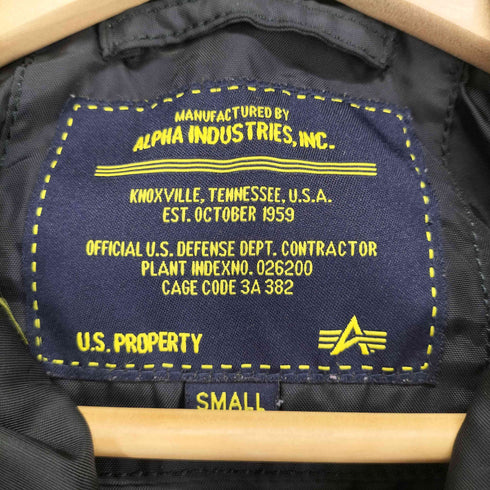 MANUFACTURED BY
ALPHA INDUSTRIES, INC.
KNOXVILLE, TENNESSEE, U.S.A.
EST. OCTOBER 1959
OFFICIAL U.S. DEFENSE DEPT. CONTRACTOR
PLANT INDEXNO. 026200
CAGE CODE 3A 382
U.S. PROPERTY
SMALL